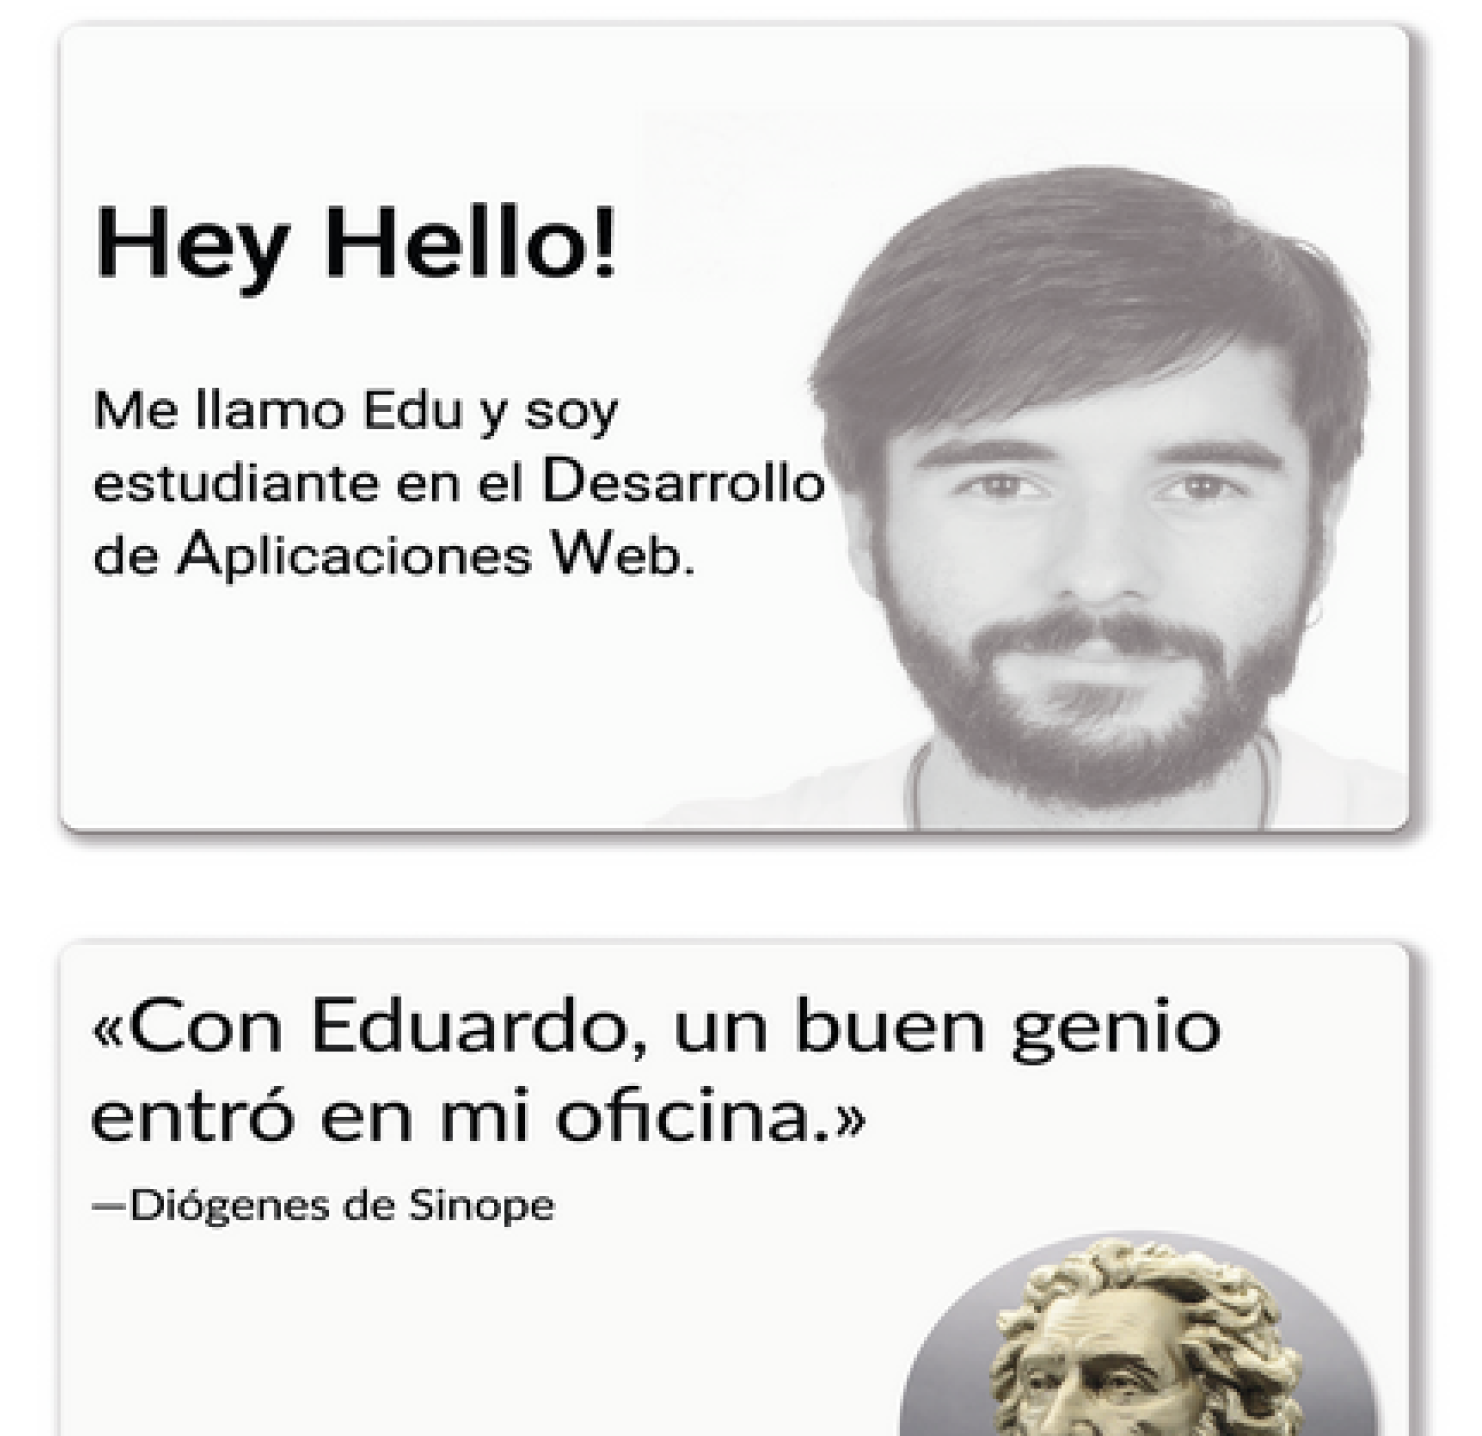 Hey Hello!
Me llamo Edu y soy
estudiante en el Desarrollo
de Aplicaciones Web.
«Con Eduardo, un buen genio
entró en mi oficina.»
—Diógenes de Sinope